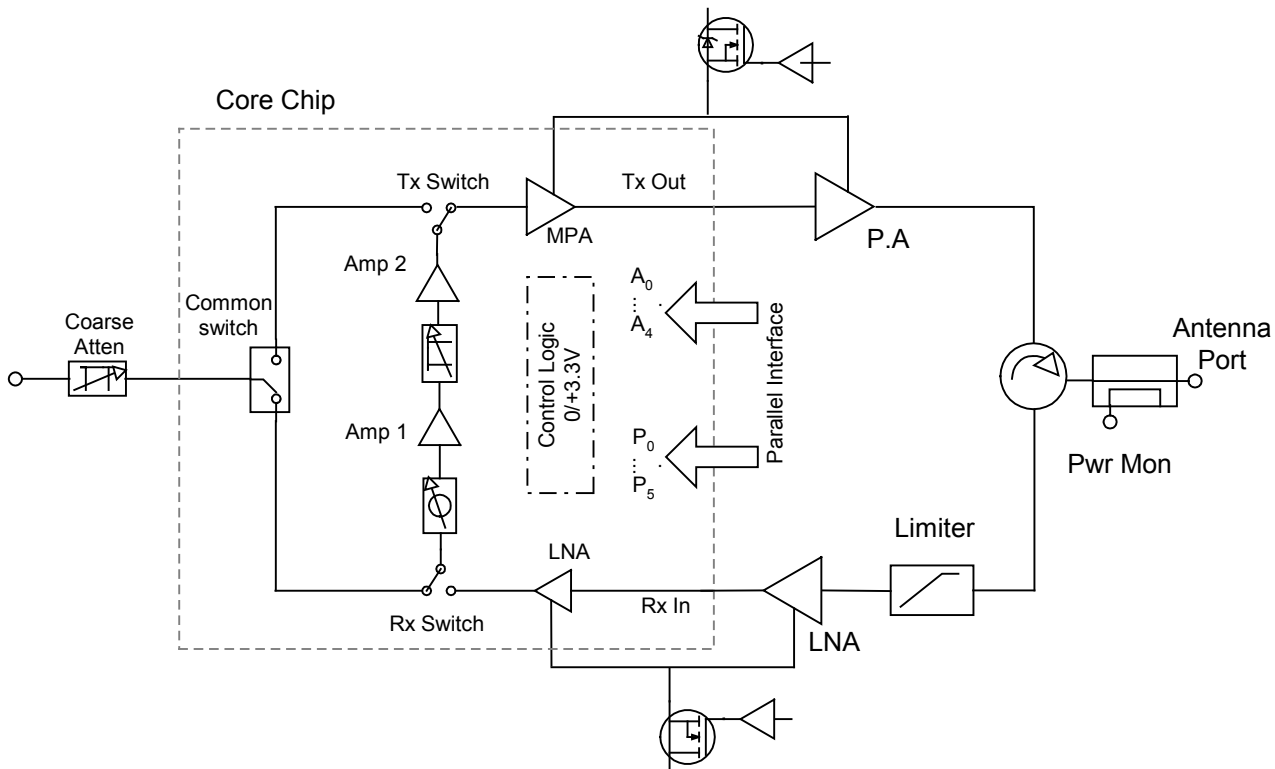 Core Chip
Tx Switch
Tx Out
MPA
P.A
Amp 2
Common
switch
Coarse
Atten
Control Logic
0/+3.3V
A0
....
A4
Parallel Interface
Antenna
Port
Amp 1
P0
....
P5
Pwr Mon
Limiter
LNA
Rx In
Rx Switch
LNA